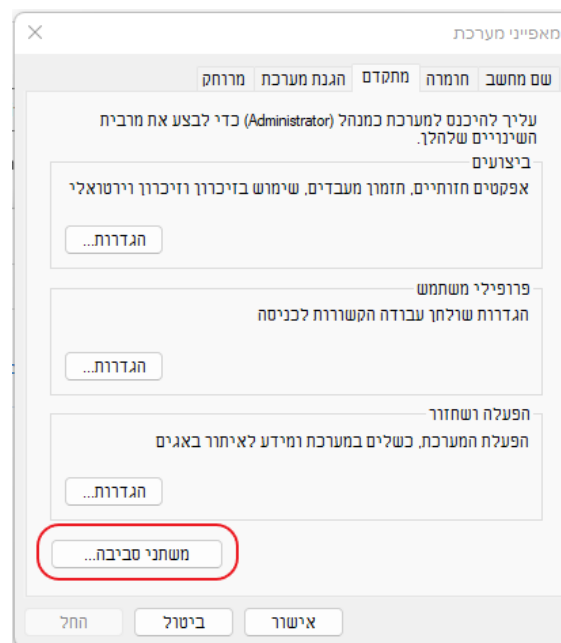 מאפייני מערכת
שם מחשב חומרה מתקדם הגנת מערכת מרוחק
עליך להיכנס למערכת כמנהל (Administrator) כדי לבצע את מרבית
השינויים שלהלן.
ביצועים
אפקטים חזותיים, תזמון מעבדים, שימוש בזיכרון וזיכרון וירטואלי
הגדרות...
פרופילי משתמש
הגדרות שולחן עבודה הקשורות לכניסה
הגדרות...
הפעלה ושחזור
הפעלת המערכת, כשלים במערכת ומידע לאיתור באגים
הגדרות...
משתני סביבה...
אישור ביטול החל